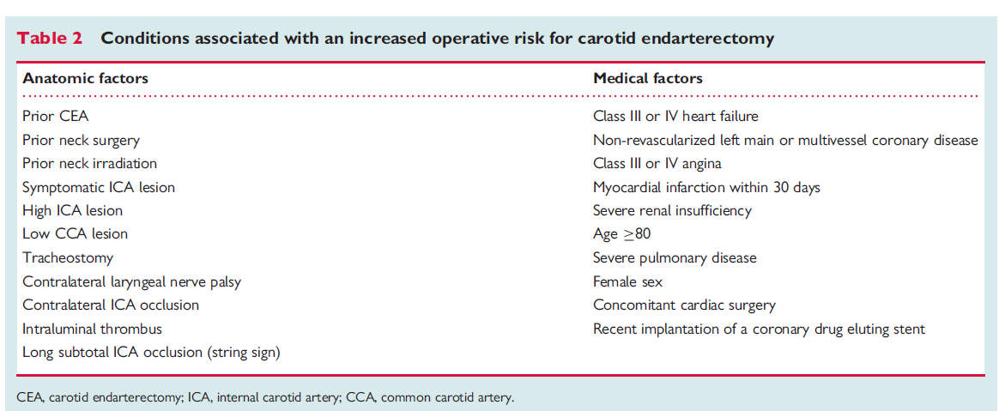 Table 2 Conditions associated with an increased operative risk for carotid endarterectomy
Anatomic factors Medical factors
Prior CEA Class III or IV heart failure
Prior neck surgery Non-revascularized left main or multivessel coronary disease
Prior neck irradiation Class III or IV angina
Symptomatic ICA lesion Myocardial infarction within 30 days
High ICA lesion Severe renal insufficiency
Low CCA lesion Age ≥80
Tracheostomy Severe pulmonary disease
Contralateral laryngeal nerve palsy Female sex
Contralateral ICA occlusion Concomitant cardiac surgery
Intraluminal thrombus Recent implantation of a coronary drug eluting stent
Long subtotal ICA occlusion (string sign)
CEA, carotid endarterectomy; ICA, internal carotid artery; CCA, common carotid artery.